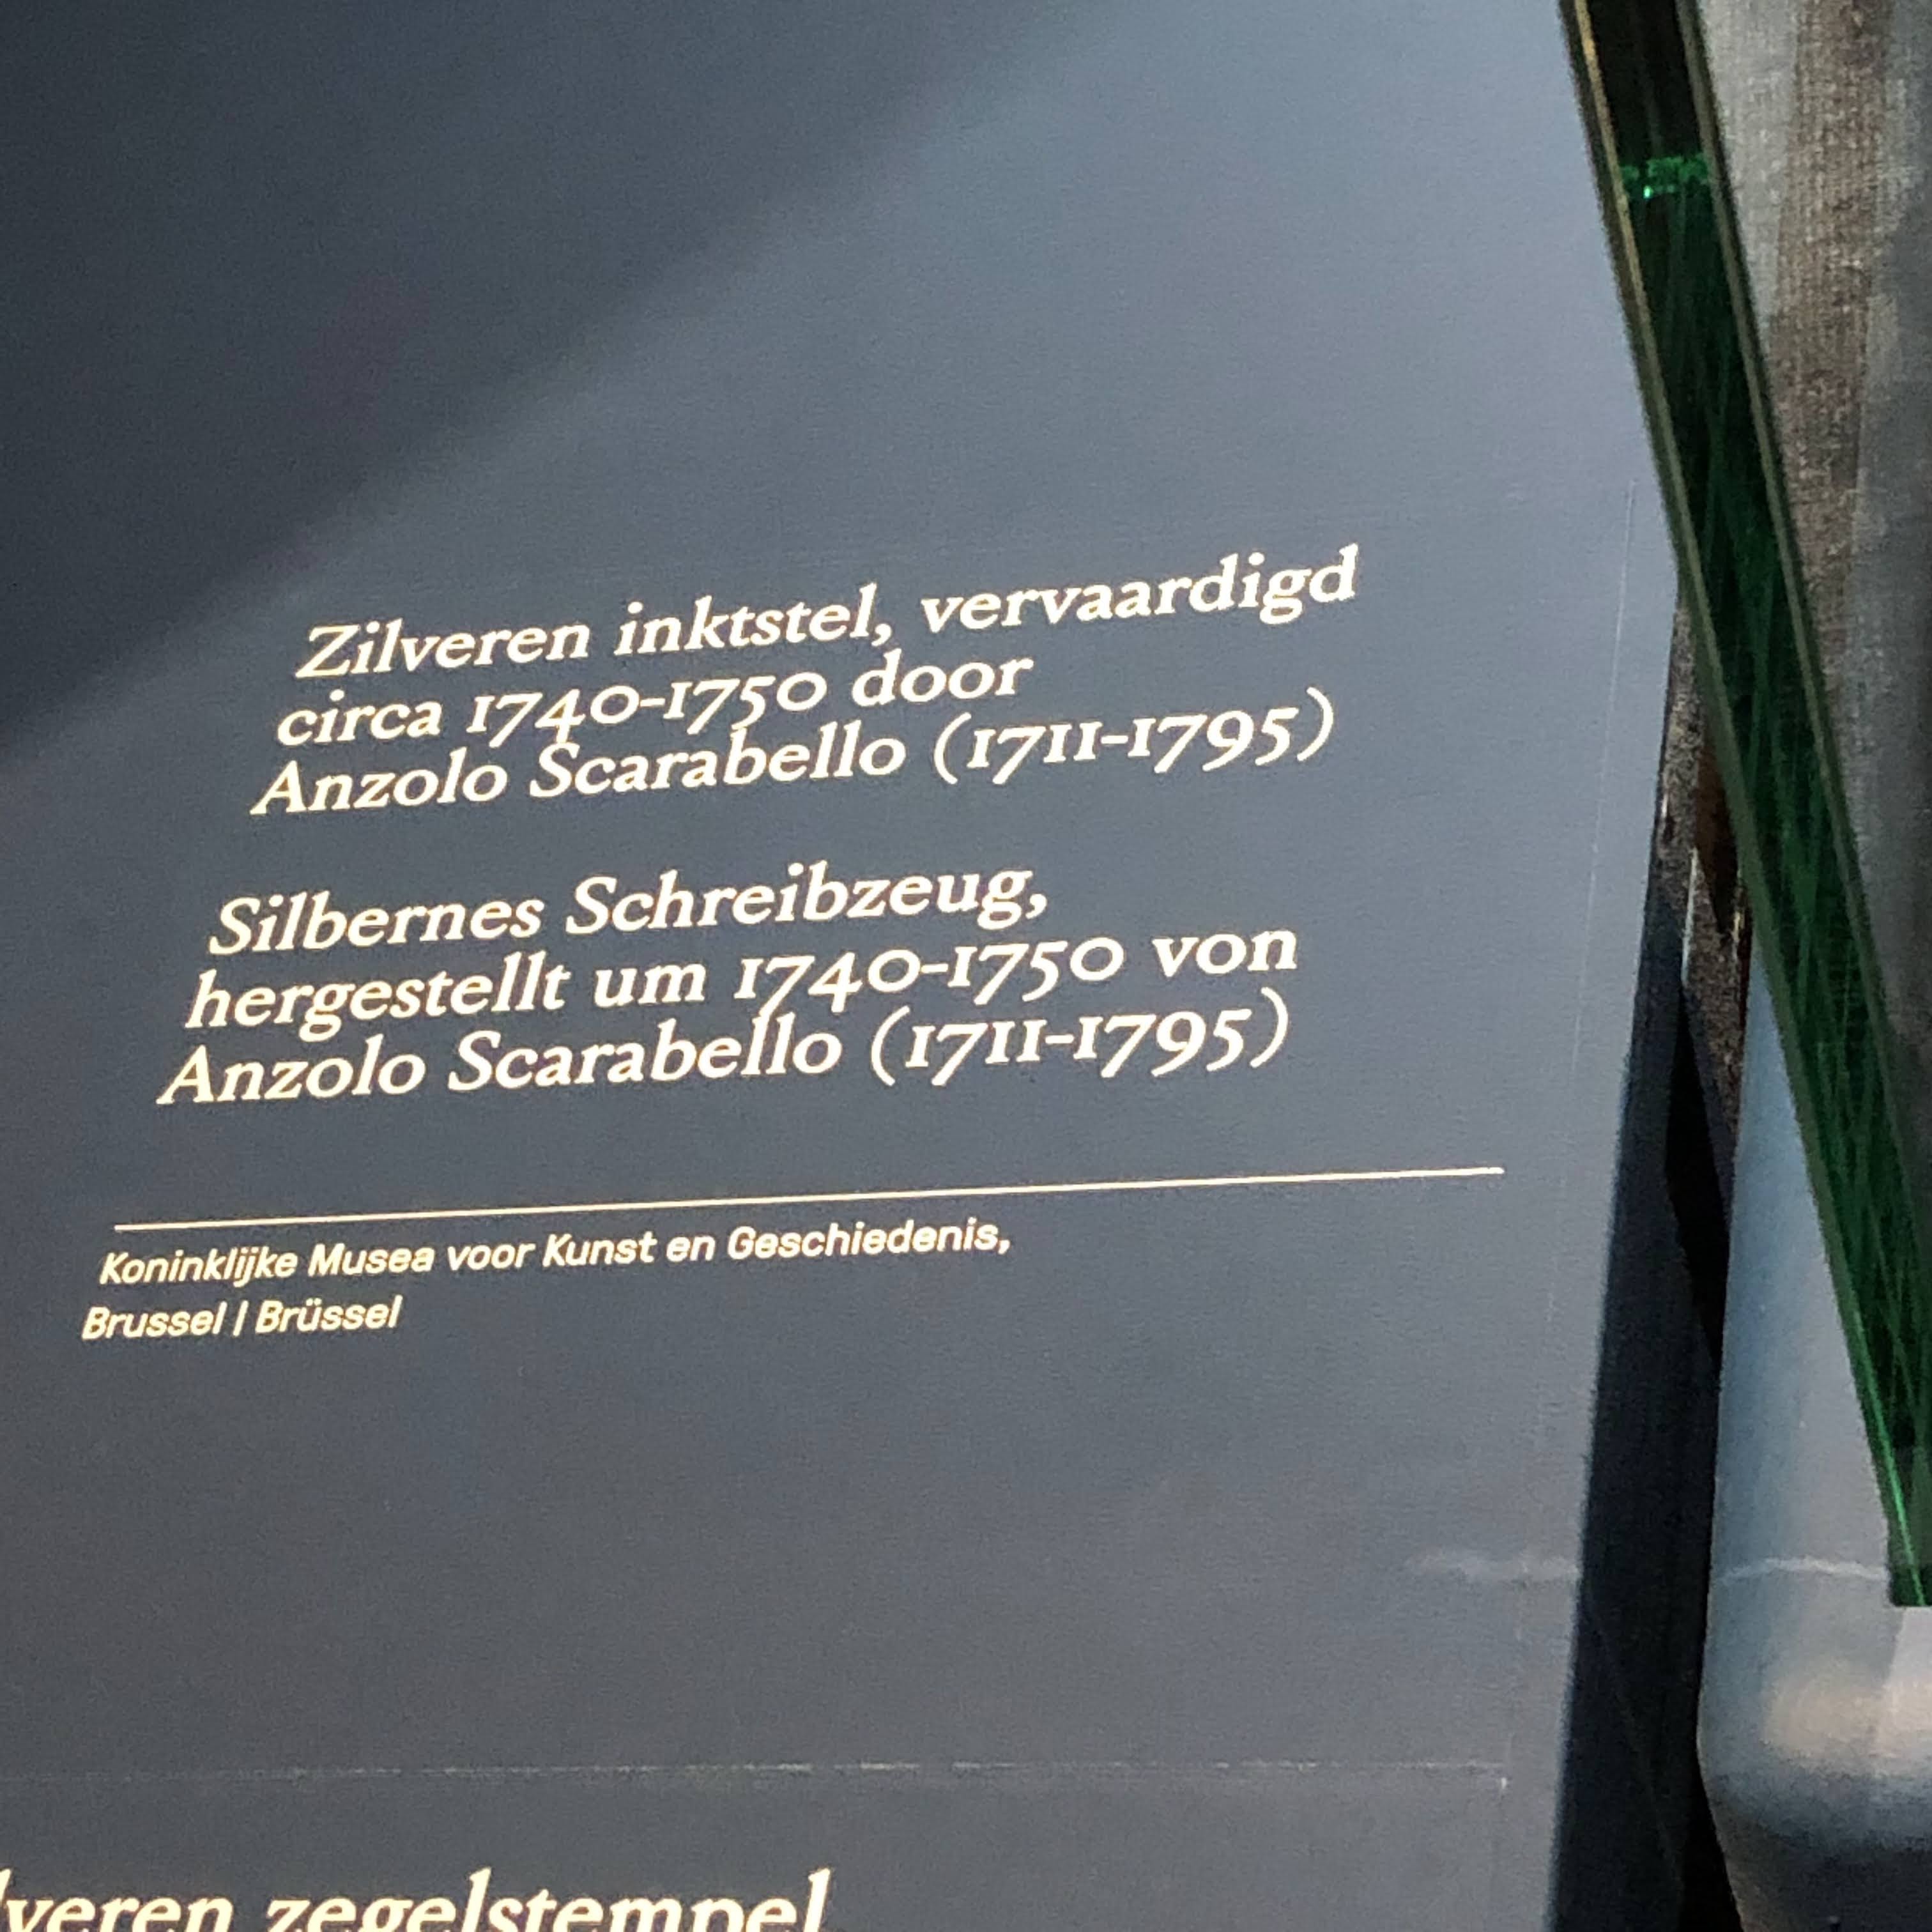 Zilveren inktstel, vervaardigd
circa 1740-1750 door
Anzolo Scarabello (1711-1795)
Silbernes Schreibzeug,
hergestellt um 1740-1750 von
Anzolo Scarabello (1711-1795)
Koninklijke Musea voor Kunst en Geschiedenis,
Brussel | Brüssel
zegelstempel